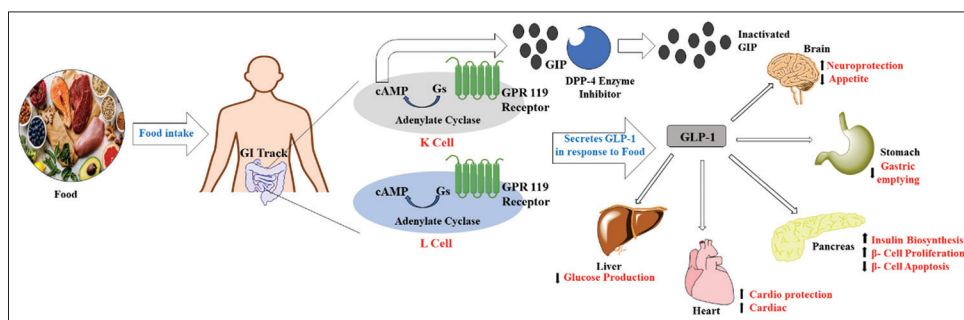 Food
Food intake
GI Track
cAMP
Gs
GPR 119
Receptor
Adenylate Cyclase
K Cell
cAMP
Gs
GPR 119
Receptor
Adenylate Cyclase
L Cell
GIP
DPP-4 Enzyme
Inhibitor
Inactivated
GIP
Secretes GLP-1
in response to Food
GLP-1
Brain
Neuroprotection
Appetite
Stomach
Gastric
emptying
Pancreas
Insulin Biosynthesis
β- Cell Proliferation
β- Cell Apoptosis
Liver
Glucose Production
Heart
Cardio protection
Cardiac